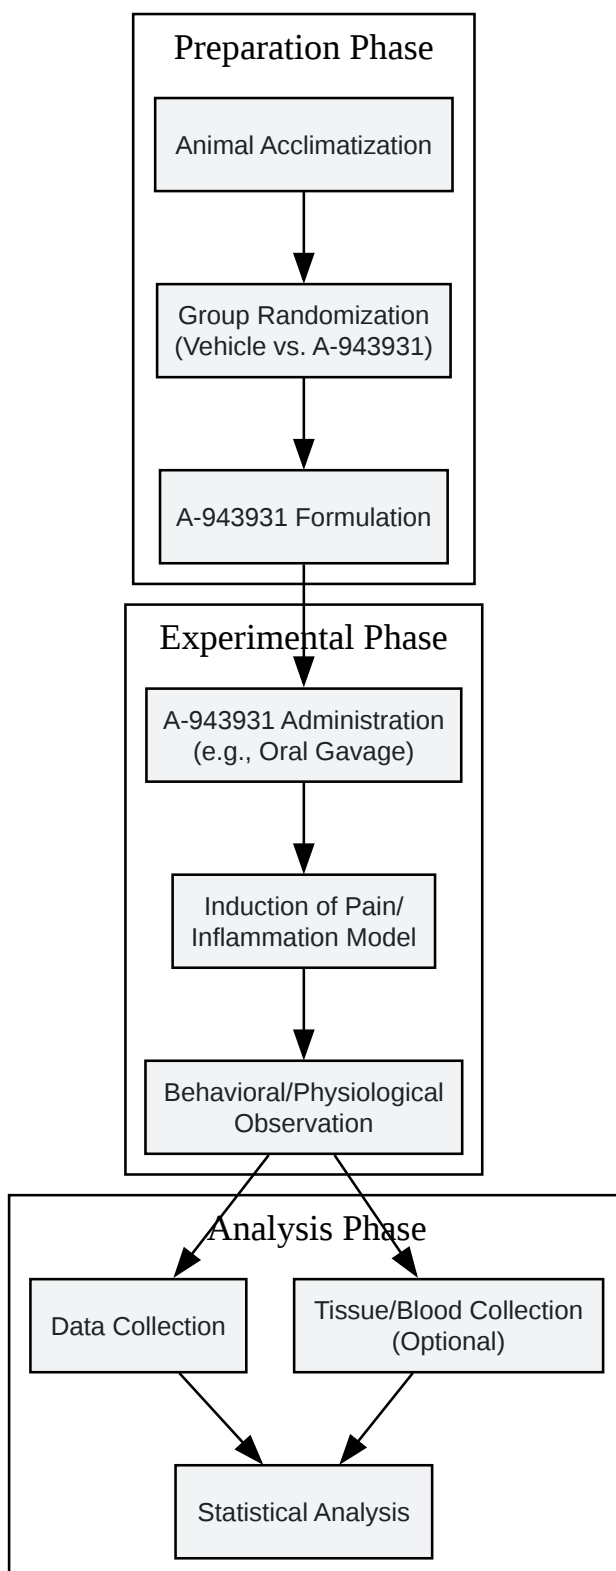 Preparation Phase
Animal Acclimatization
Group Randomization
(Vehicle vs. A-943931)
A-943931 Formulation
Experimental Phase
A-943931 Administration
(e.g., Oral Gavage)
Induction of Pain/
Inflammation Model
Behavioral/Physiological
Observation
Analysis Phase
Data Collection
Tissue/Blood Collection
(Optional)
Statistical Analysis